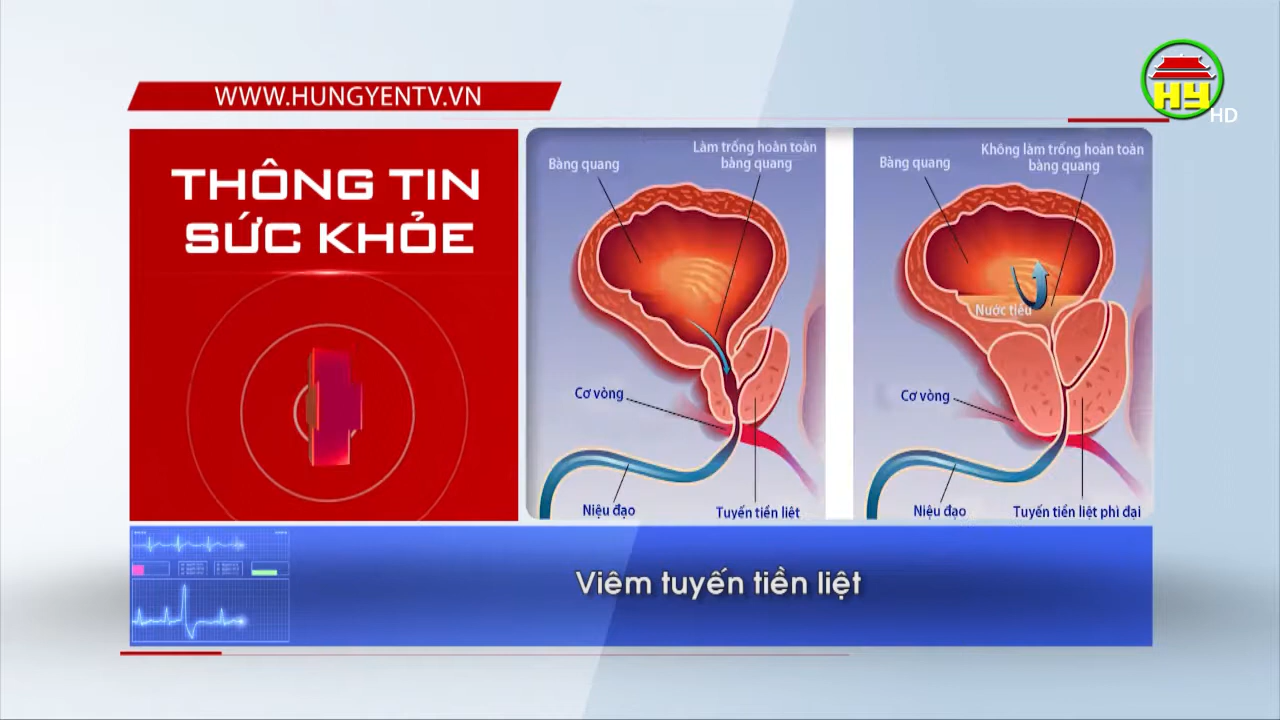 WWW.HUNGYENTV.VN
HY
HD
THÔNG TIN
SỨC KHỎE
Bàng quang
Làm trống hoàn toàn
bàng quang
Cơ vòng
Niệu đạo
Tuyến tiền liệt
Bàng quang
Không làm trống hoàn toàn
bàng quang
Nước tiểu
Cơ vòng
Niệu đạo
Tuyến tiền liệt phì đại
Viêm tuyến tiền liệt